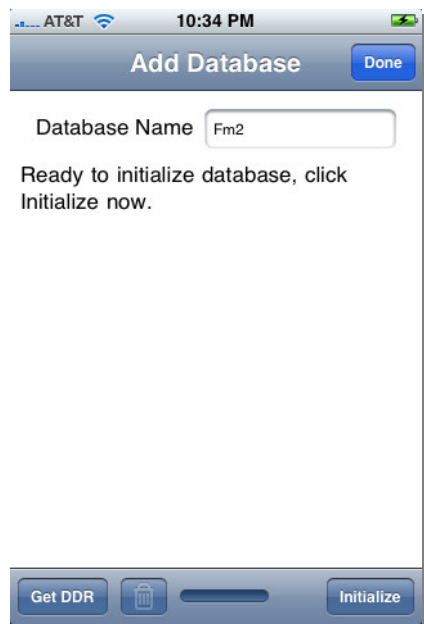 AT&T 10:34 PM
Add Database Done
Database Name Fm2
Ready to initialize database, click
Initialize now.
Get DDR Initialize